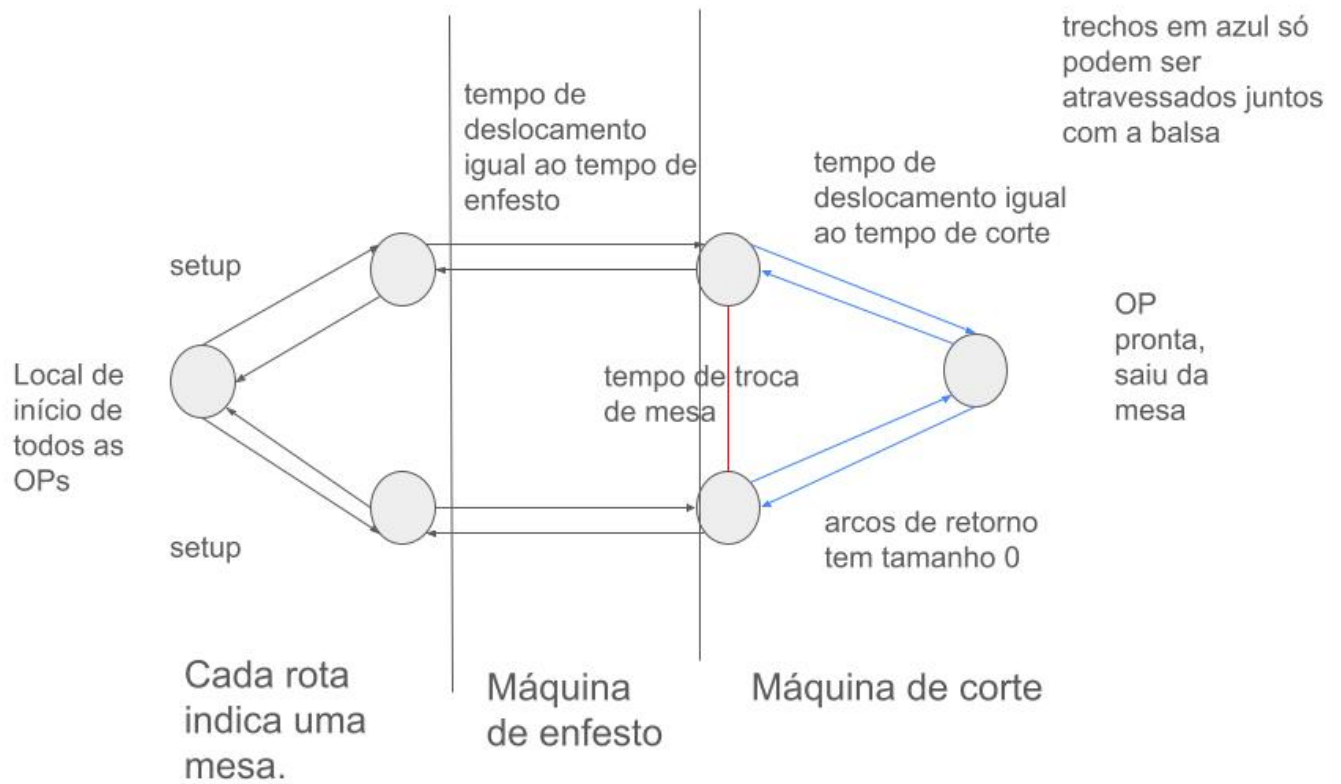 trechos em azul só
podem ser
atravessados juntos
com a balsa
tempo de
deslocamento
igual ao tempo de
enfesto
tempo de
deslocamento igual
ao tempo de corte
setup
OP
pronta,
saiu da
mesa
Local de
início de
todos as
OPs
tempo de troca
de mesa
arcos de retorno
tem tamanho 0
setup
Cada rota
indica uma
mesa.
Máquina
de enfesto
Máquina de corte